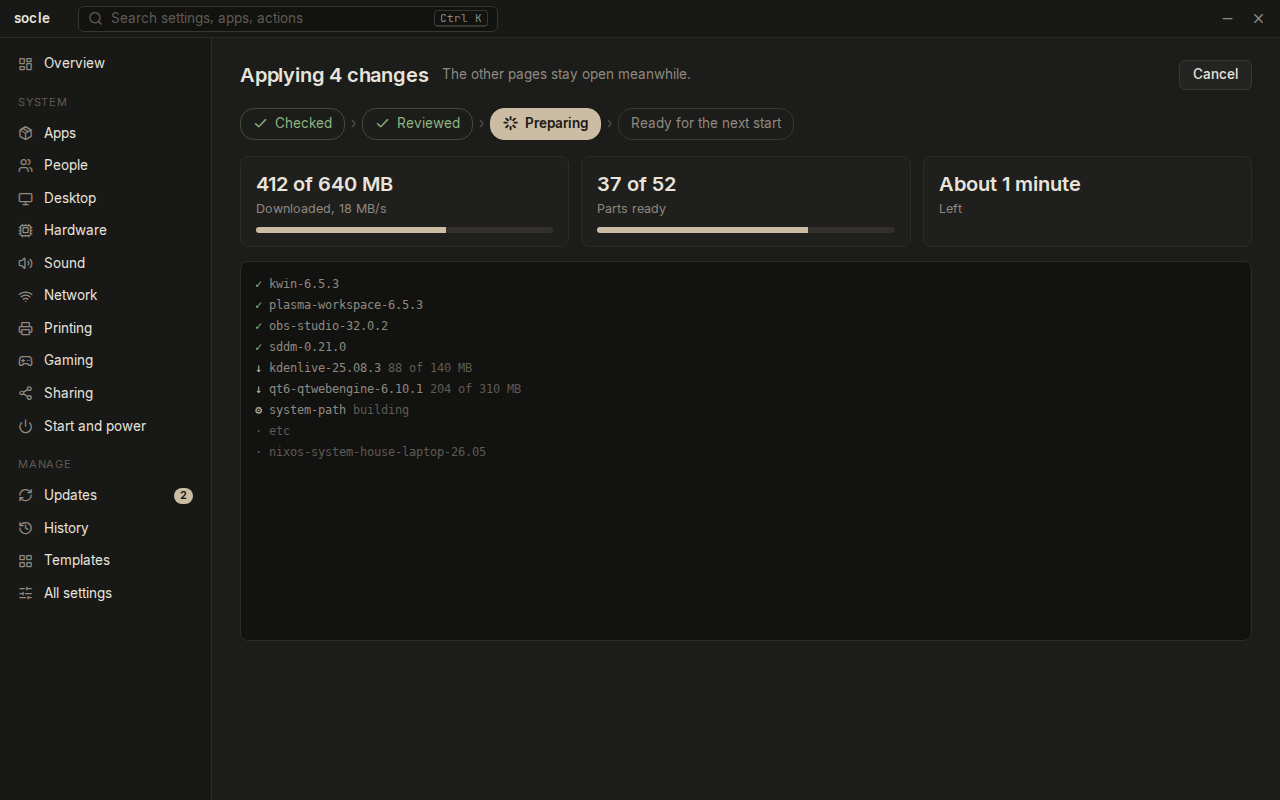 socle
Search settings, apps, actions
Ctrl K
Overview
SYSTEM
Apps
People
Desktop
Hardware
Sound
Network
Printing
Gaming
Sharing
Start and power
MANAGE
Updates 2
History
Templates
All settings
Applying 4 changes The other pages stay open meanwhile.
Cancel
✓ Checked › ✓ Reviewed › Preparing › Ready for the next start
412 of 640 MB
Downloaded, 18 MB/s
37 of 52
Parts ready
About 1 minute
Left
✓ kwin-6.5.3
✓ plasma-workspace-6.5.3
✓ obs-studio-32.0.2
✓ sddm-0.21.0
↓ kdenlive-25.08.3 88 of 140 MB
↓ qt6-qtwebengine-6.10.1 204 of 310 MB
⚙ system-path building
· etc
· nixos-system-house-laptop-26.05